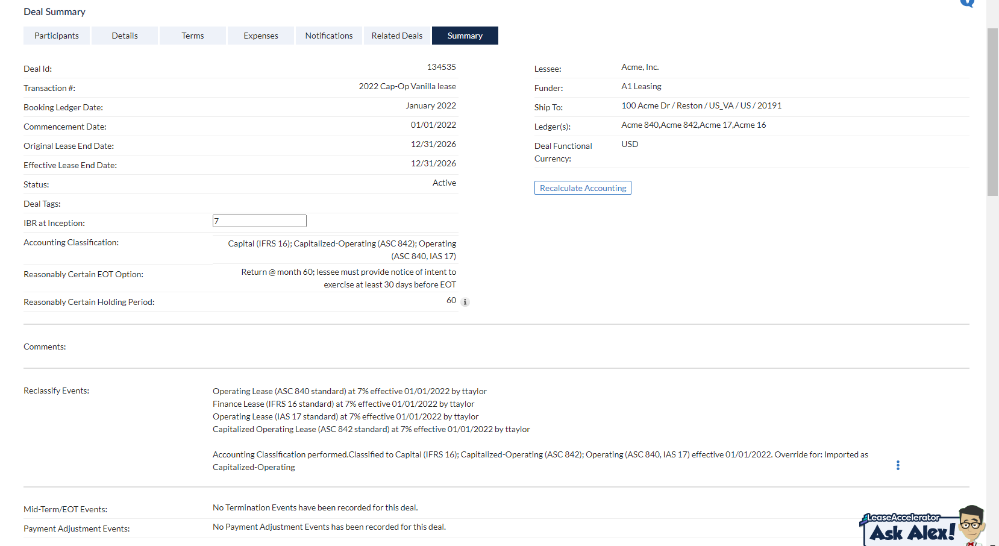 Deal Summary
Participants
Details
Terms
Expenses
Notifications
Related Deals
Summary
Deal Id: 134535
Transaction #: 2022 Cap-Op Vanilla lease
Booking Ledger Date: January 2022
Commencement Date: 01/01/2022
Original Lease End Date: 12/31/2026
Effective Lease End Date: 12/31/2026
Status: Active
Deal Tags:
IBR at Inception: 7
Accounting Classification: Capital (IFRS 16); Capitalized-Operating (ASC 842); Operating
(ASC 840, IAS 17)
Reasonably Certain EOT Option: Return @ month 60; lessee must provide notice of intent to
exercise at least 30 days before EOT
Reasonably Certain Holding Period: 60 i
Lessee: Acme, Inc.
Funder: A1 Leasing
Ship To: 100 Acme Dr / Reston / US_VA / US / 20191
Ledger(s): Acme 840,Acme 842,Acme 17,Acme 16
Deal Functional USD
Currency:
Recalculate Accounting
Comments:
Reclassify Events: Operating Lease (ASC 840 standard) at 7% effective 01/01/2022 by ttaylor
Finance Lease (IFRS 16 standard) at 7% effective 01/01/2022 by ttaylor
Operating Lease (IAS 17 standard) at 7% effective 01/01/2022 by ttaylor
Capitalized Operating Lease (ASC 842 standard) at 7% effective 01/01/2022 by ttaylor
Accounting Classification performed.Classified to Capital (IFRS 16); Capitalized-Operating (ASC 842); Operating (ASC 840, IAS 17) effective 01/01/2022. Override for: Imported as
Capitalized-Operating
Mid-Term/EOT Events: No Termination Events have been recorded for this deal.
Payment Adjustment Events: No Payment Adjustment Events has been recorded for this deal.
LeaseAccelerator
Ask Alex!